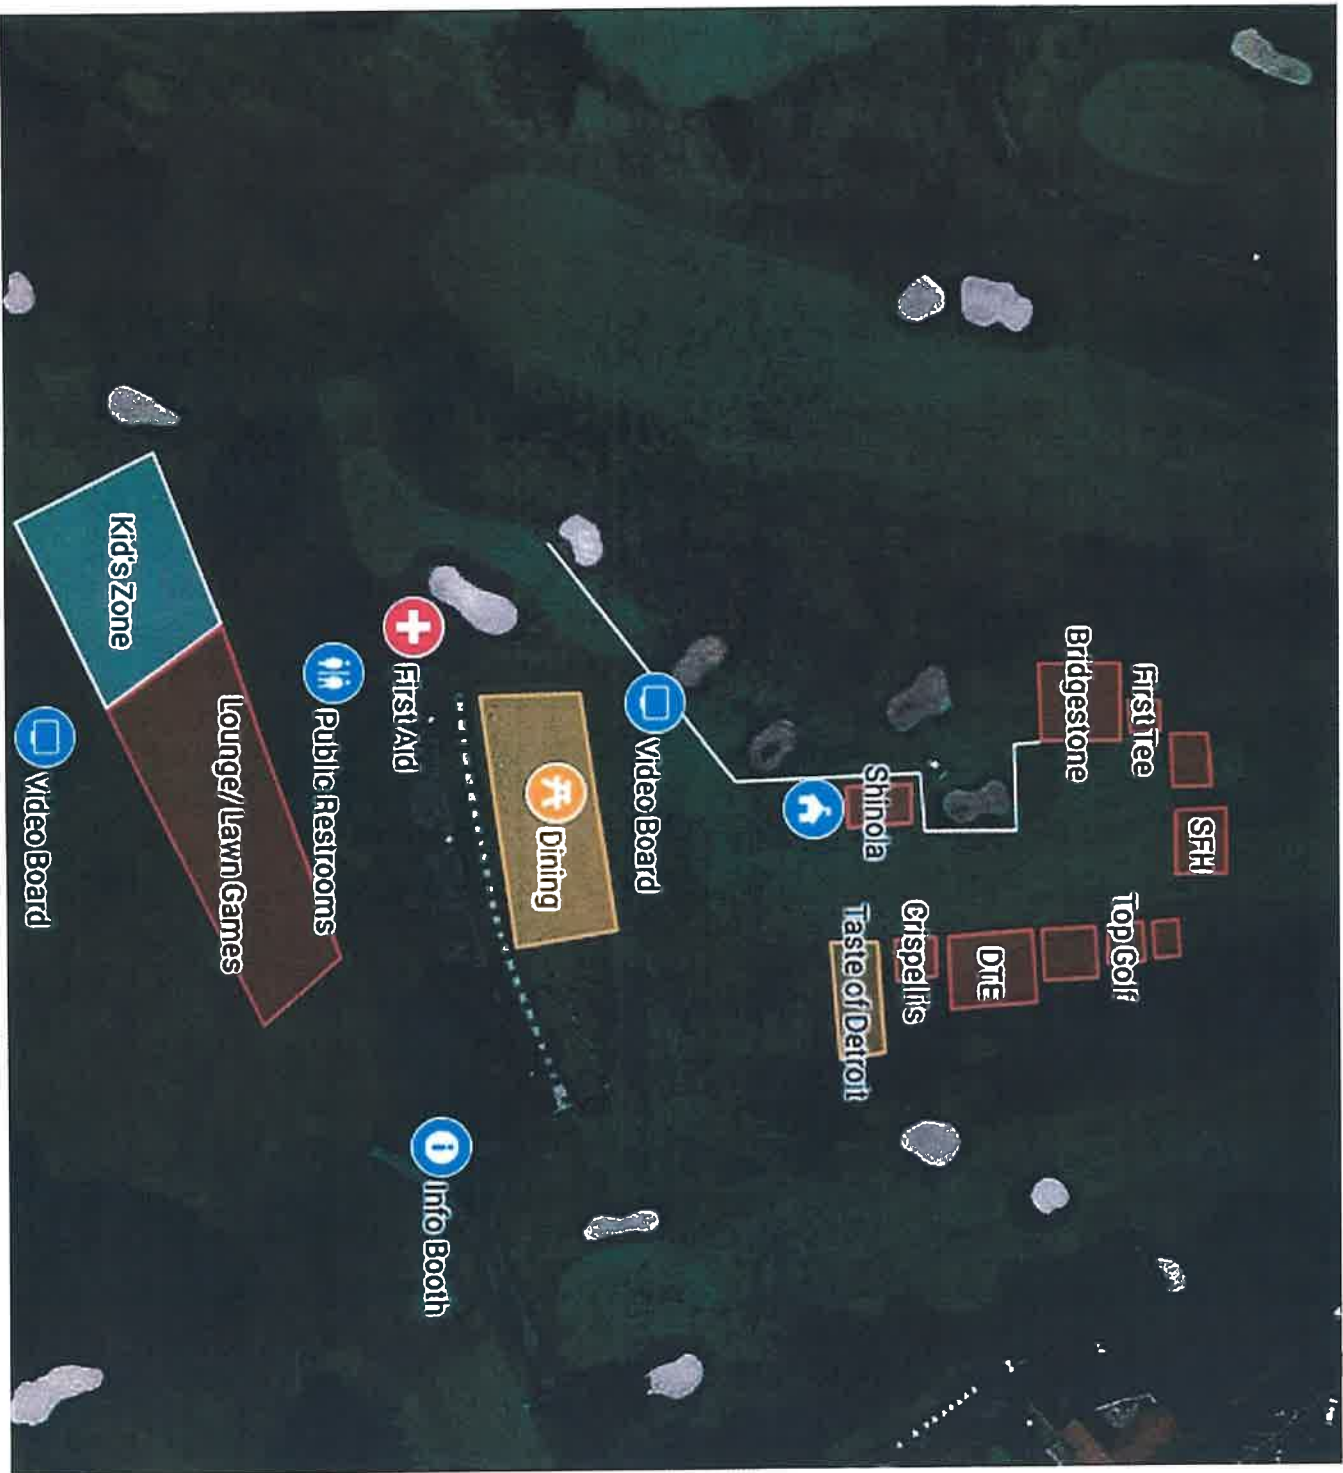 SFH
First Tee
Top Golf
Bridgestone
DTE
Crispelli's
Shinola
Taste of Detroit
Video Board
Dining
Info Booth
First Aid
Public Restrooms
Lounge/Lawn Games
Kid's Zone
Video Board